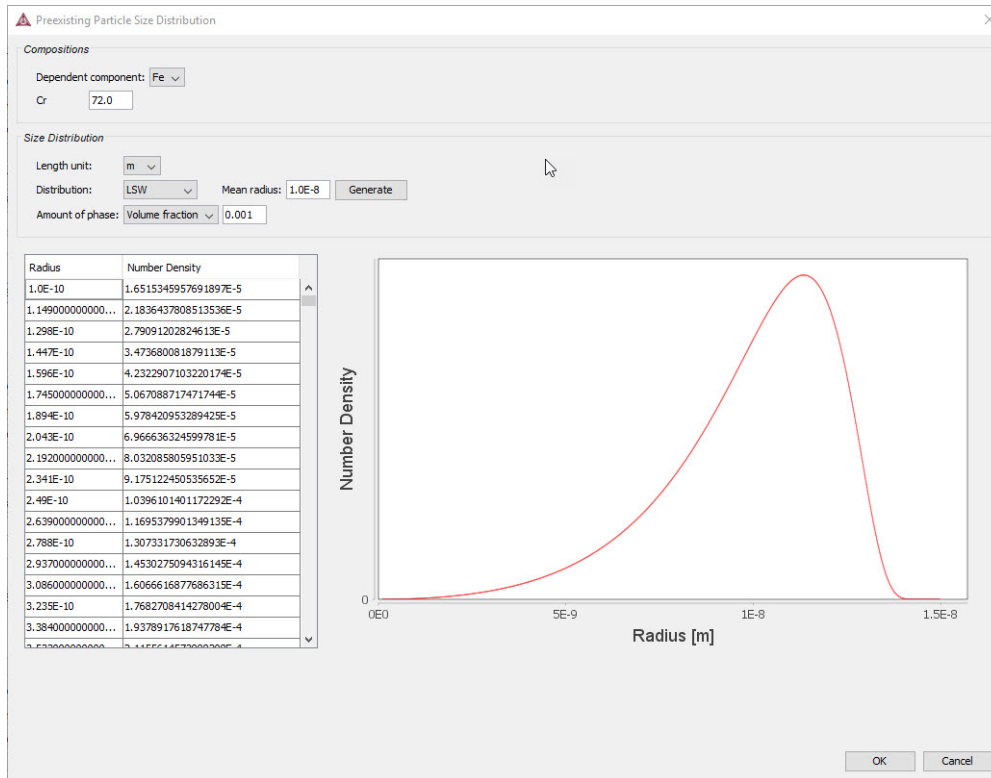 Preexisting Particle Size Distribution
Compositions
Dependent component: Fe
Cr 72.0
Size Distribution
Length unit: m
Distribution: LSW Mean radius: 1.0E-8 Generate
Amount of phase: Volume fraction 0.001
Radius Number Density
1.0E-10 1.6515345957691897E-5
1.149000000000... 2.1836437808513536E-5
1.298E-10 2.79091202824613E-5
1.447E-10 3.473680081879113E-5
1.596E-10 4.2322907103220174E-5
1.745000000000... 5.067088717471744E-5
1.894E-10 5.978420953289425E-5
2.043E-10 6.966636324599781E-5
2.192000000000... 8.032085805951033E-5
2.341E-10 9.175122450535652E-5
2.49E-10 1.0396101401172292E-4
2.639000000000... 1.1695379901349135E-4
2.788E-10 1.307331730632893E-4
2.937000000000... 1.4530275094316145E-4
3.086000000000... 1.6066616877686315E-4
3.235E-10 1.7682708414278004E-4
3.384000000000... 1.9378917618747784E-4
Number Density
0
0E0 5E-9 1E-8 1.5E-8
Radius [m]
OK Cancel